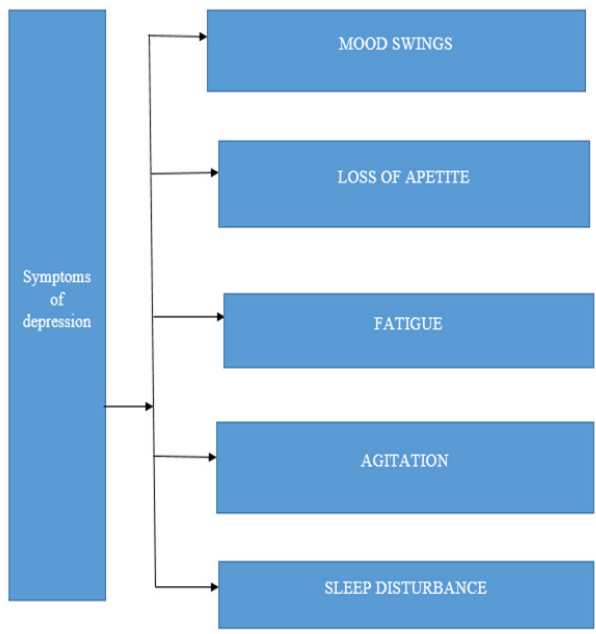 Symptoms
of
depression
MOOD SWINGS
LOSS OF APETITE
FATIGUE
AGITATION
SLEEP DISTURBANCE